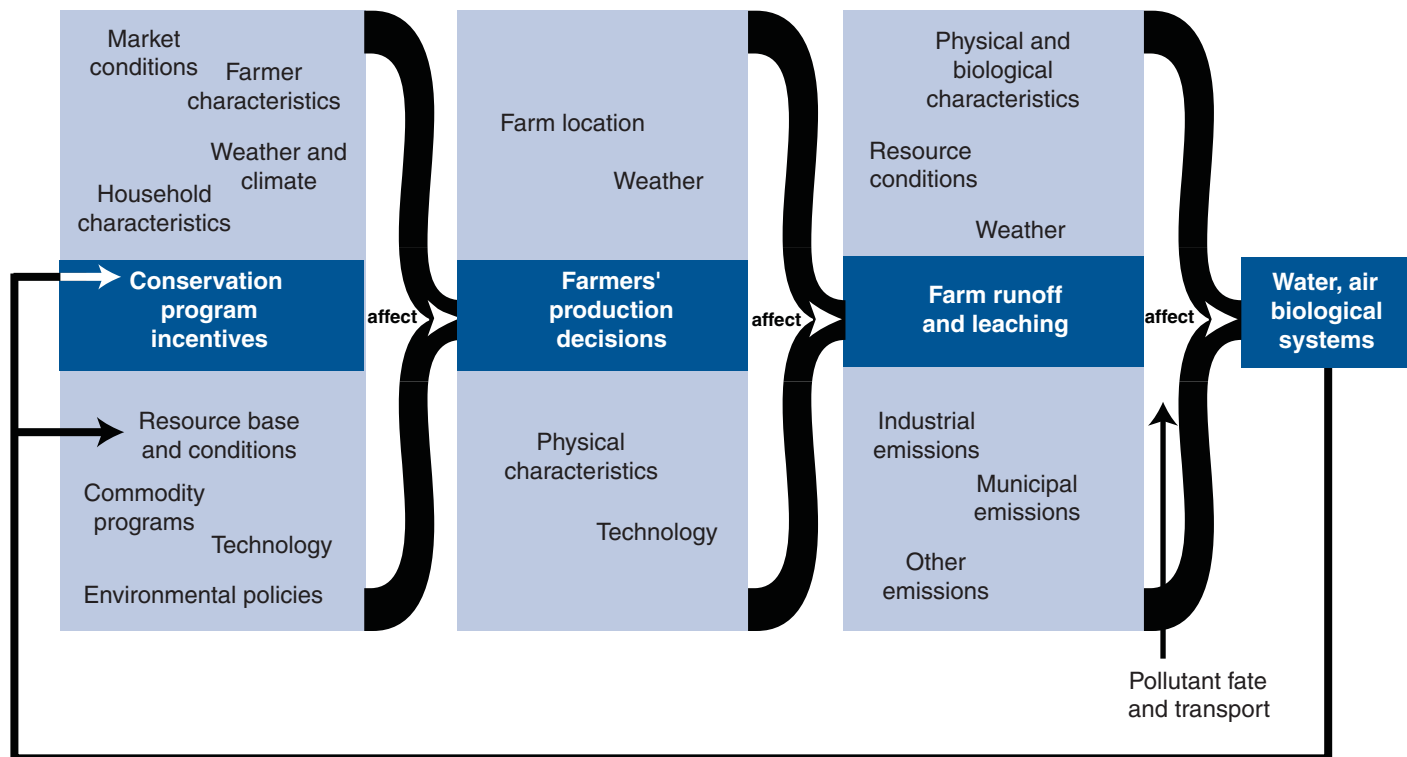 Market
conditions
Farmer
characteristics
Weather and
climate
Household
characteristics
Conservation
program
incentives
Resource base
and conditions
Commodity
programs
Technology
Environmental policies
affect
Farm location
Weather
Farmers'
production
decisions
Physical
characteristics
Technology
affect
Physical and
biological
characteristics
Resource
conditions
Weather
Farm runoff
and leaching
Industrial
emissions
Municipal
emissions
Other
emissions
affect
Water, air
biological
systems
Pollutant fate
and transport